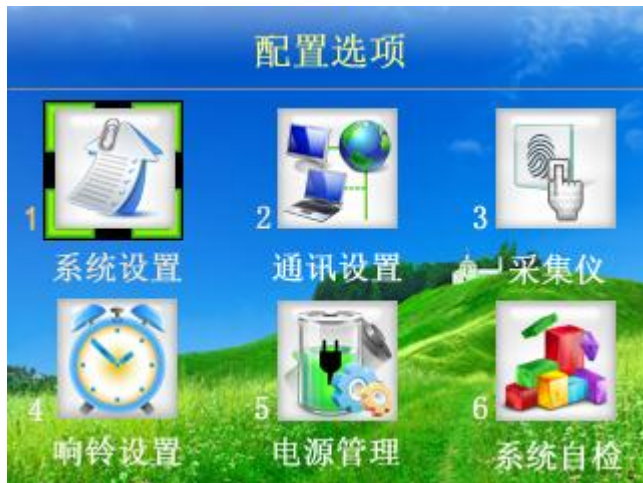 配置选项
1 系统设置
2 通讯设置
3 采集仪
4 响铃设置
5 电源管理
6 系统自检